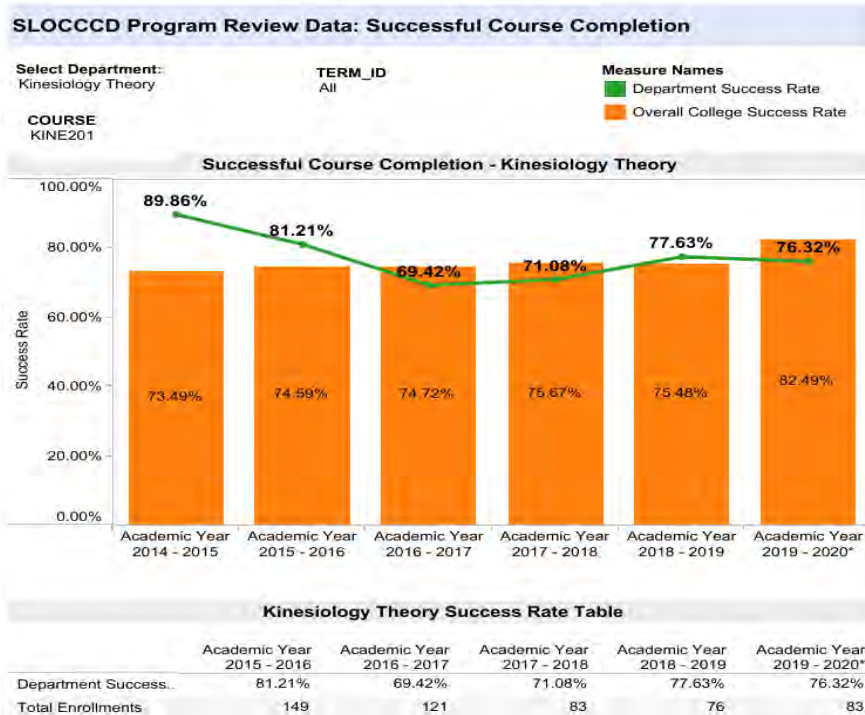 SLOCCCD Program Review Data: Successful Course Completion
Select Department:
Kinesiology Theory
TERM_ID
All
Measure Names
Department Success Rate
Overall College Success Rate
COURSE
KINE201
Successful Course Completion - Kinesiology Theory
100.00%
80.00%
60.00%
40.00%
20.00%
0.00%
Success Rate
89.86%
81.21%
69.42%
71.08%
77.63%
76.32%
73.49%
74.59%
74.72%
75.67%
75.48%
82.49%
Academic Year 2014 - 2015
Academic Year 2015 - 2016
Academic Year 2016 - 2017
Academic Year 2017 - 2018
Academic Year 2018 - 2019
Academic Year 2019 - 2020*
Kinesiology Theory Success Rate Table
Academic Year Academic Year Academic Year Academic Year Academic Year
2015 - 2016 2016 - 2017 2017 - 2018 2018 - 2019 2019 - 2020*
Department Success.. 81.21% 69.42% 71.08% 77.63% 76.32%
Total Enrollments 149 121 83 76 83